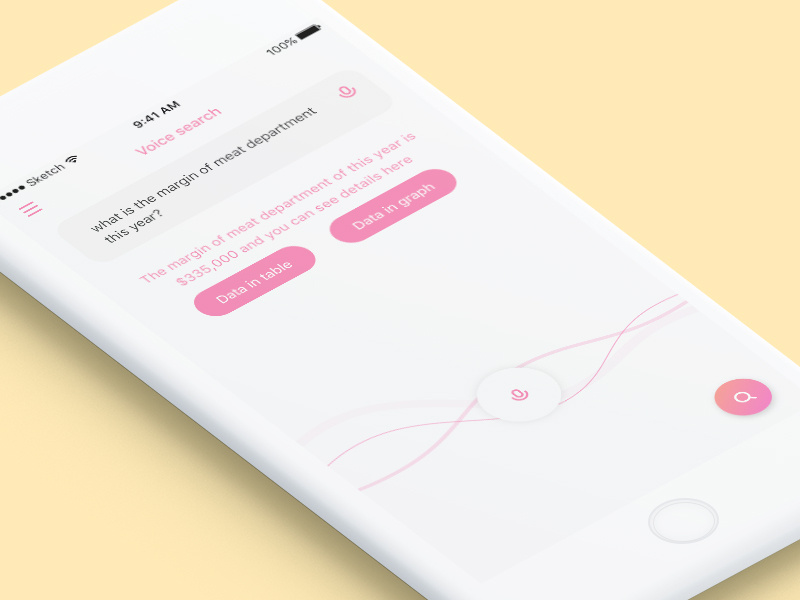 Sketch 9:41 AM 100%
Voice search
what is the margin of meat department
this year?
The margin of meat department of this year is
$335,000 and you can see details here
Data in table Data in graph